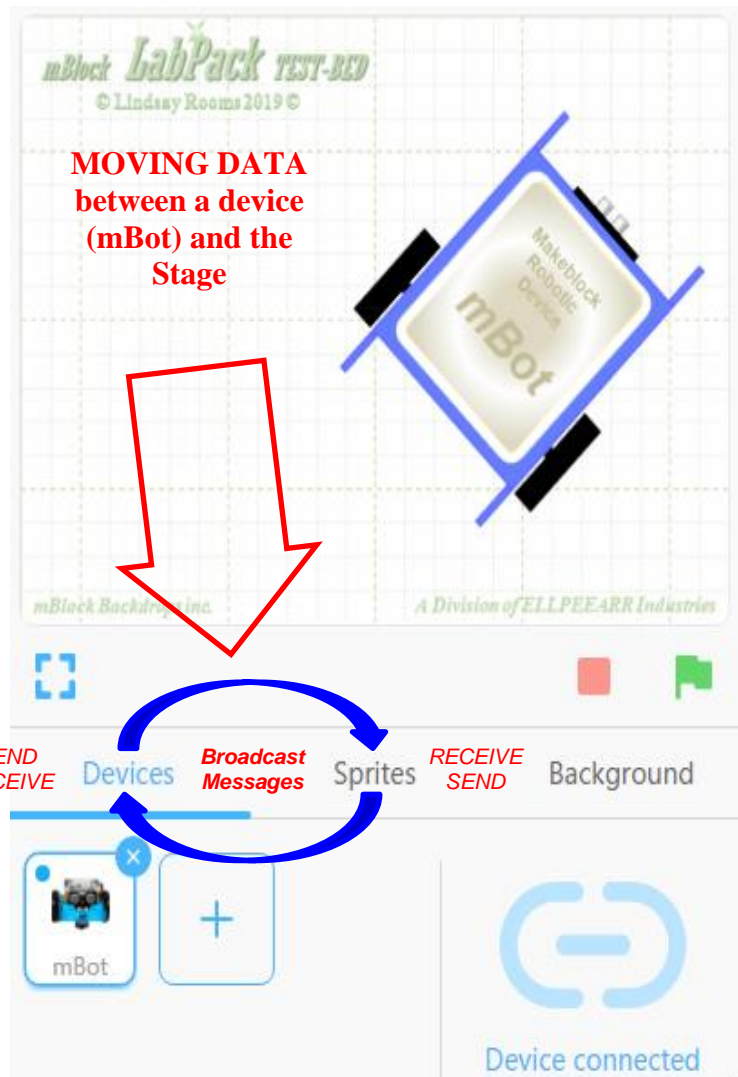 mBlock LabPack TEST-BED
© Lindsay Rooms 2019 ©
MOVING DATA
between a device
(mBot) and the
Stage
Makeblock
Robotic
Device
mBot
mBlock Backdrops inc.
A Division of ELLPEEARR Industries
END
CEIVE
Devices
Broadcast
Messages
Sprites
RECEIVE
SEND
Background
mBot
Device connected